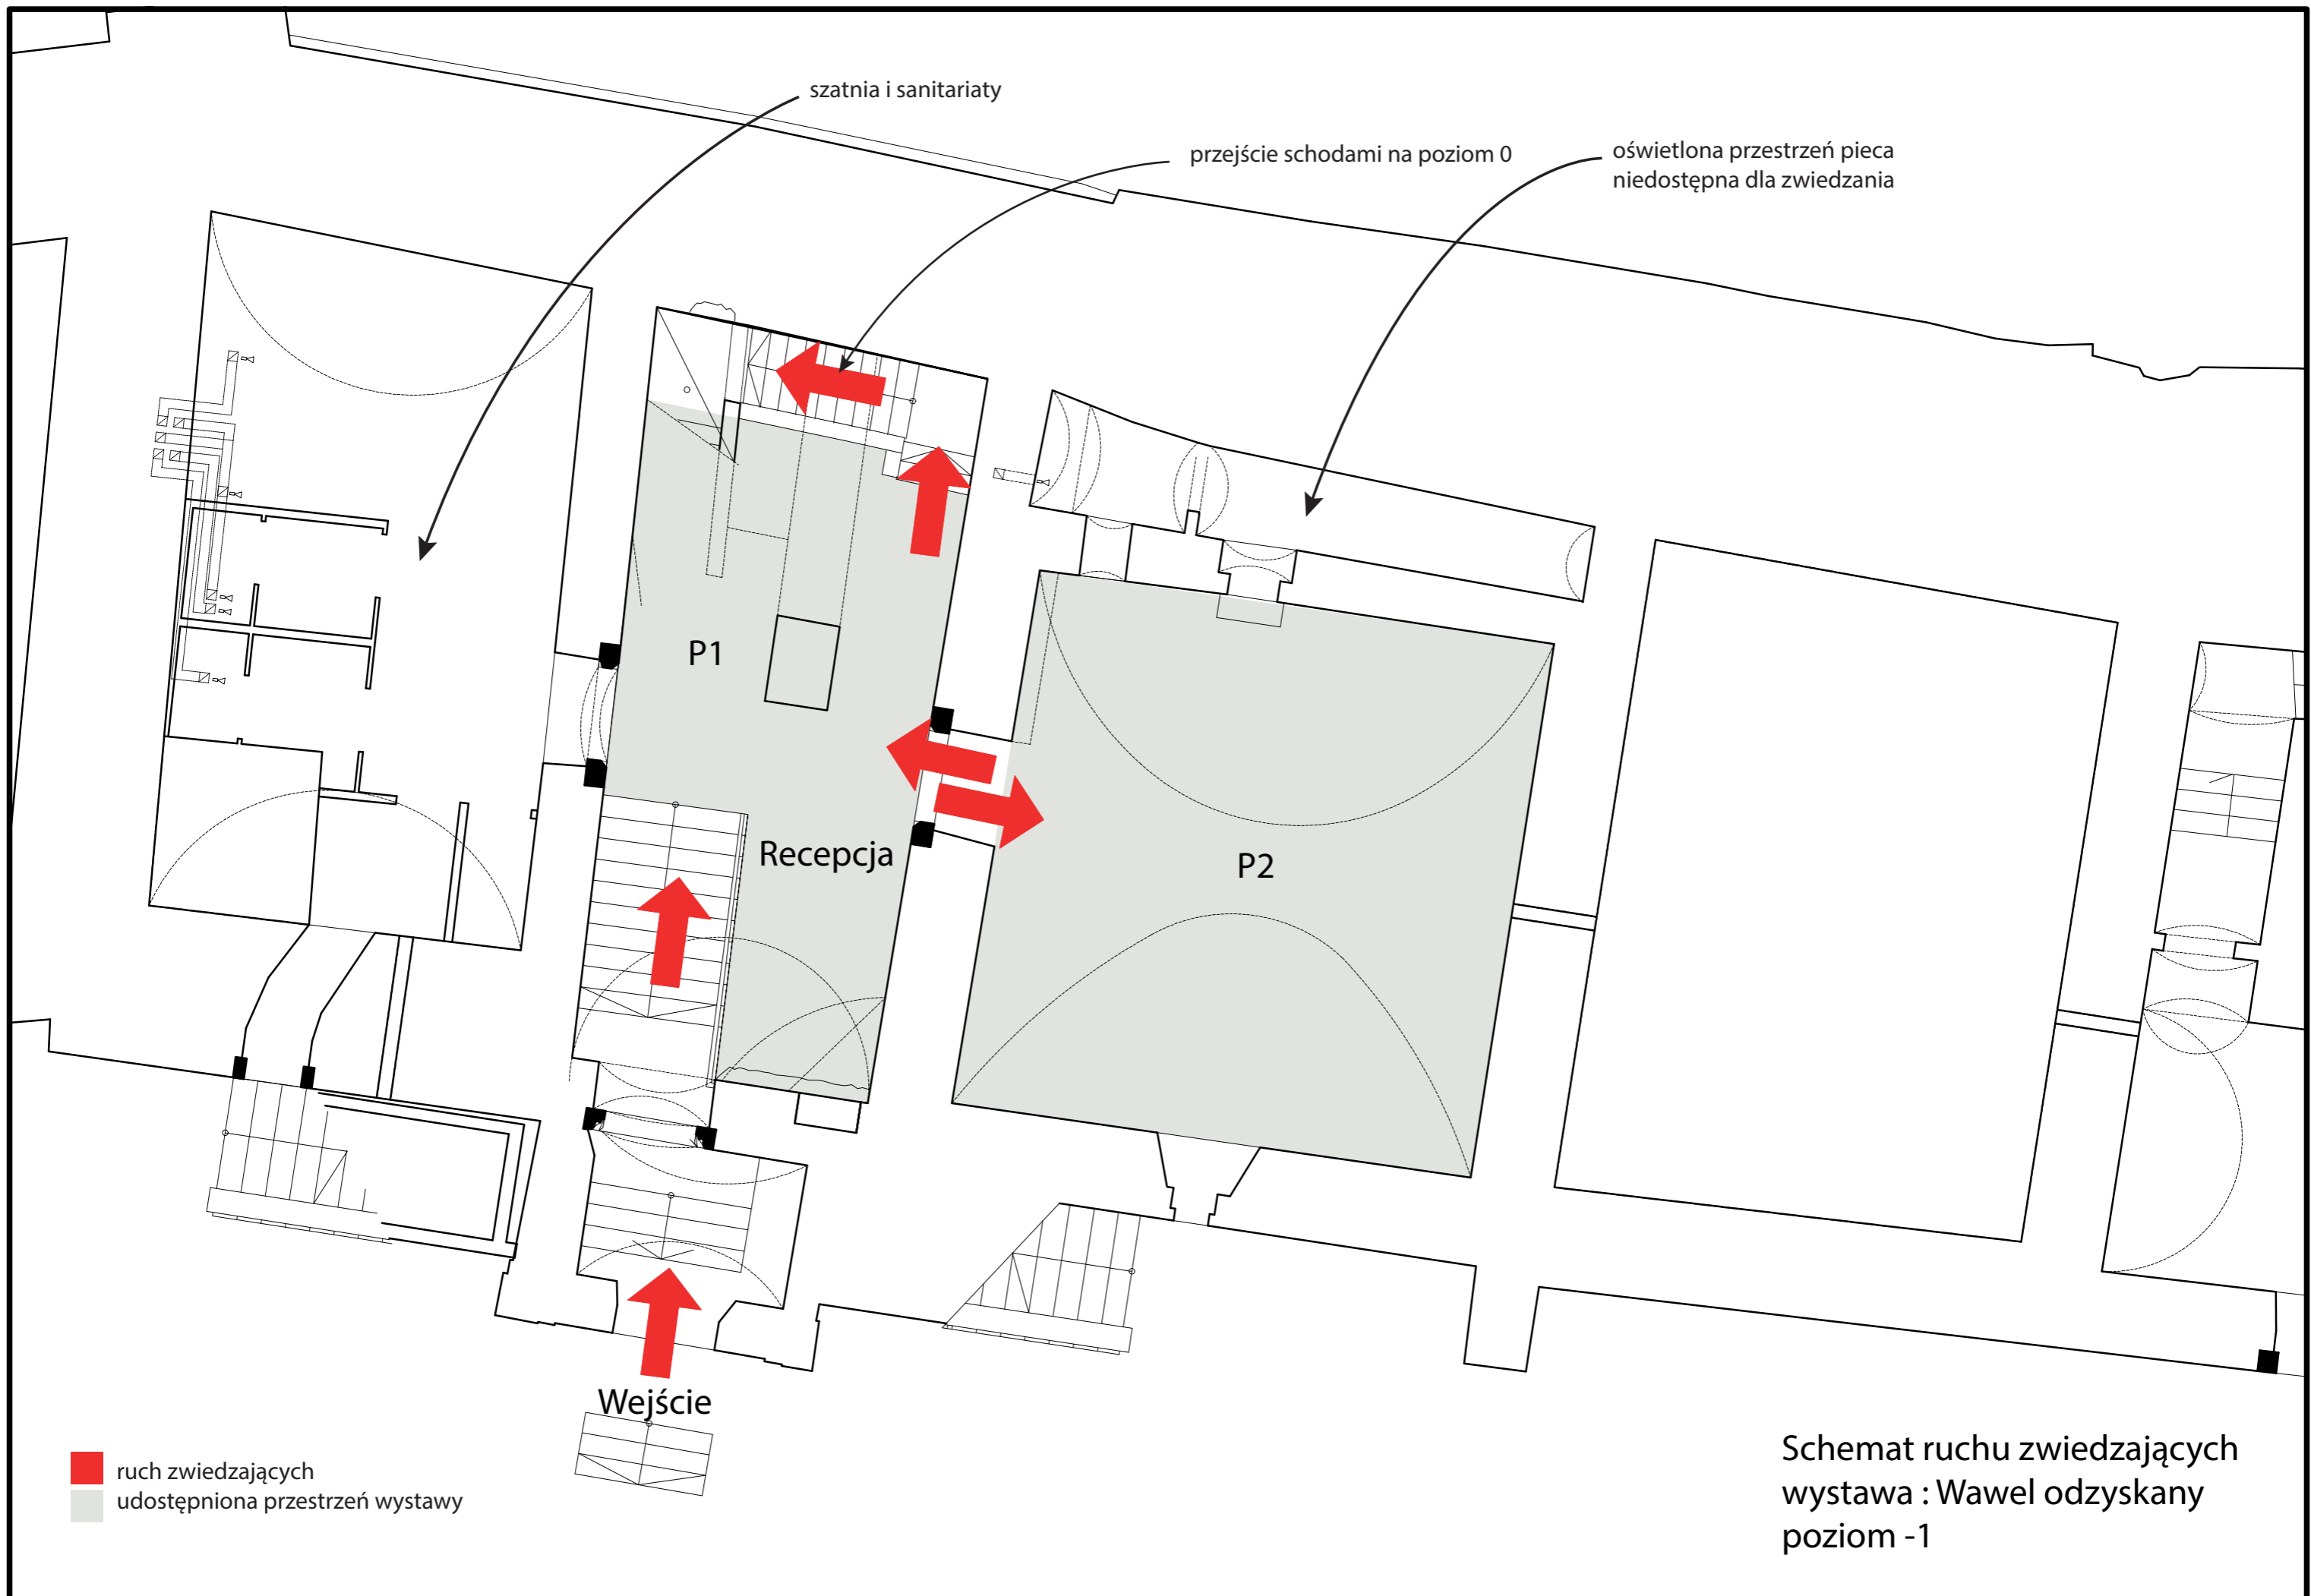 szatnia i sanitariaty
przejście schodami na poziom 0
oświetlona przestrzeń pieca
niedostępna dla zwiedzania
P1
Recepcja
P2
Wejście
ruch zwiedzających
udostępniona przestrzeń wystawy
Schemat ruchu zwiedzających
wystawa : Wawel odzyskany
poziom -1